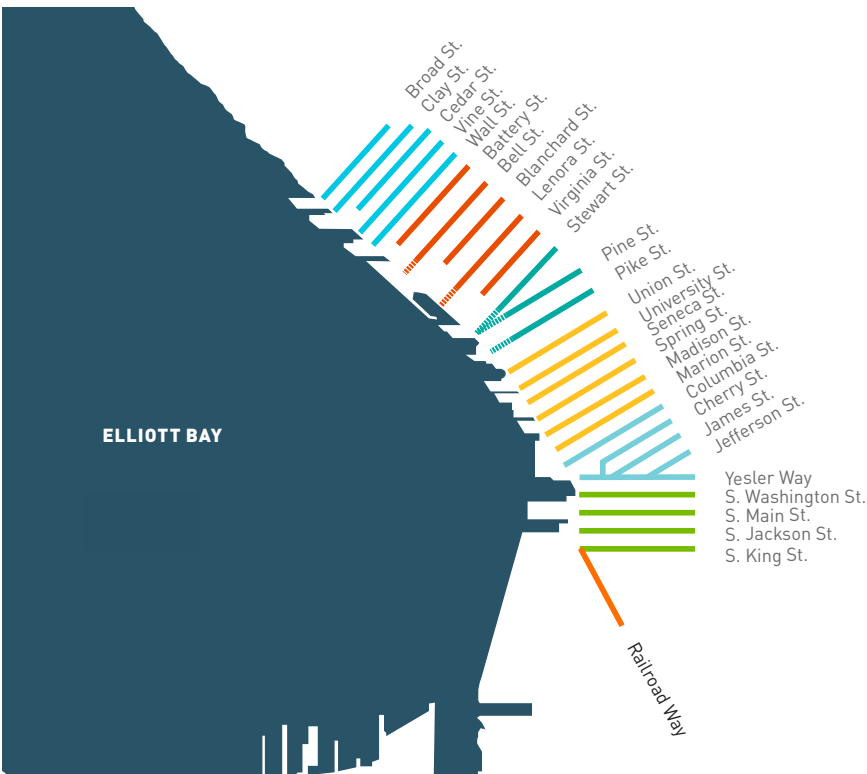 Broad St.
Clay St.
Cedar St.
Vine St.
Wall St.
Battery St.
Bell St.
Blanchard St.
Lenora St.
Virginia St.
Stewart St.
Pine St.
Pike St.
Union St.
University St.
Seneca St.
Spring St.
Madison St.
Marion St.
Columbia St.
Cherry St.
James St.
Jefferson St.
ELLIOTT BAY
Yesler Way
S. Washington St.
S. Main St.
S. Jackson St.
S. King St.
Railroad Way